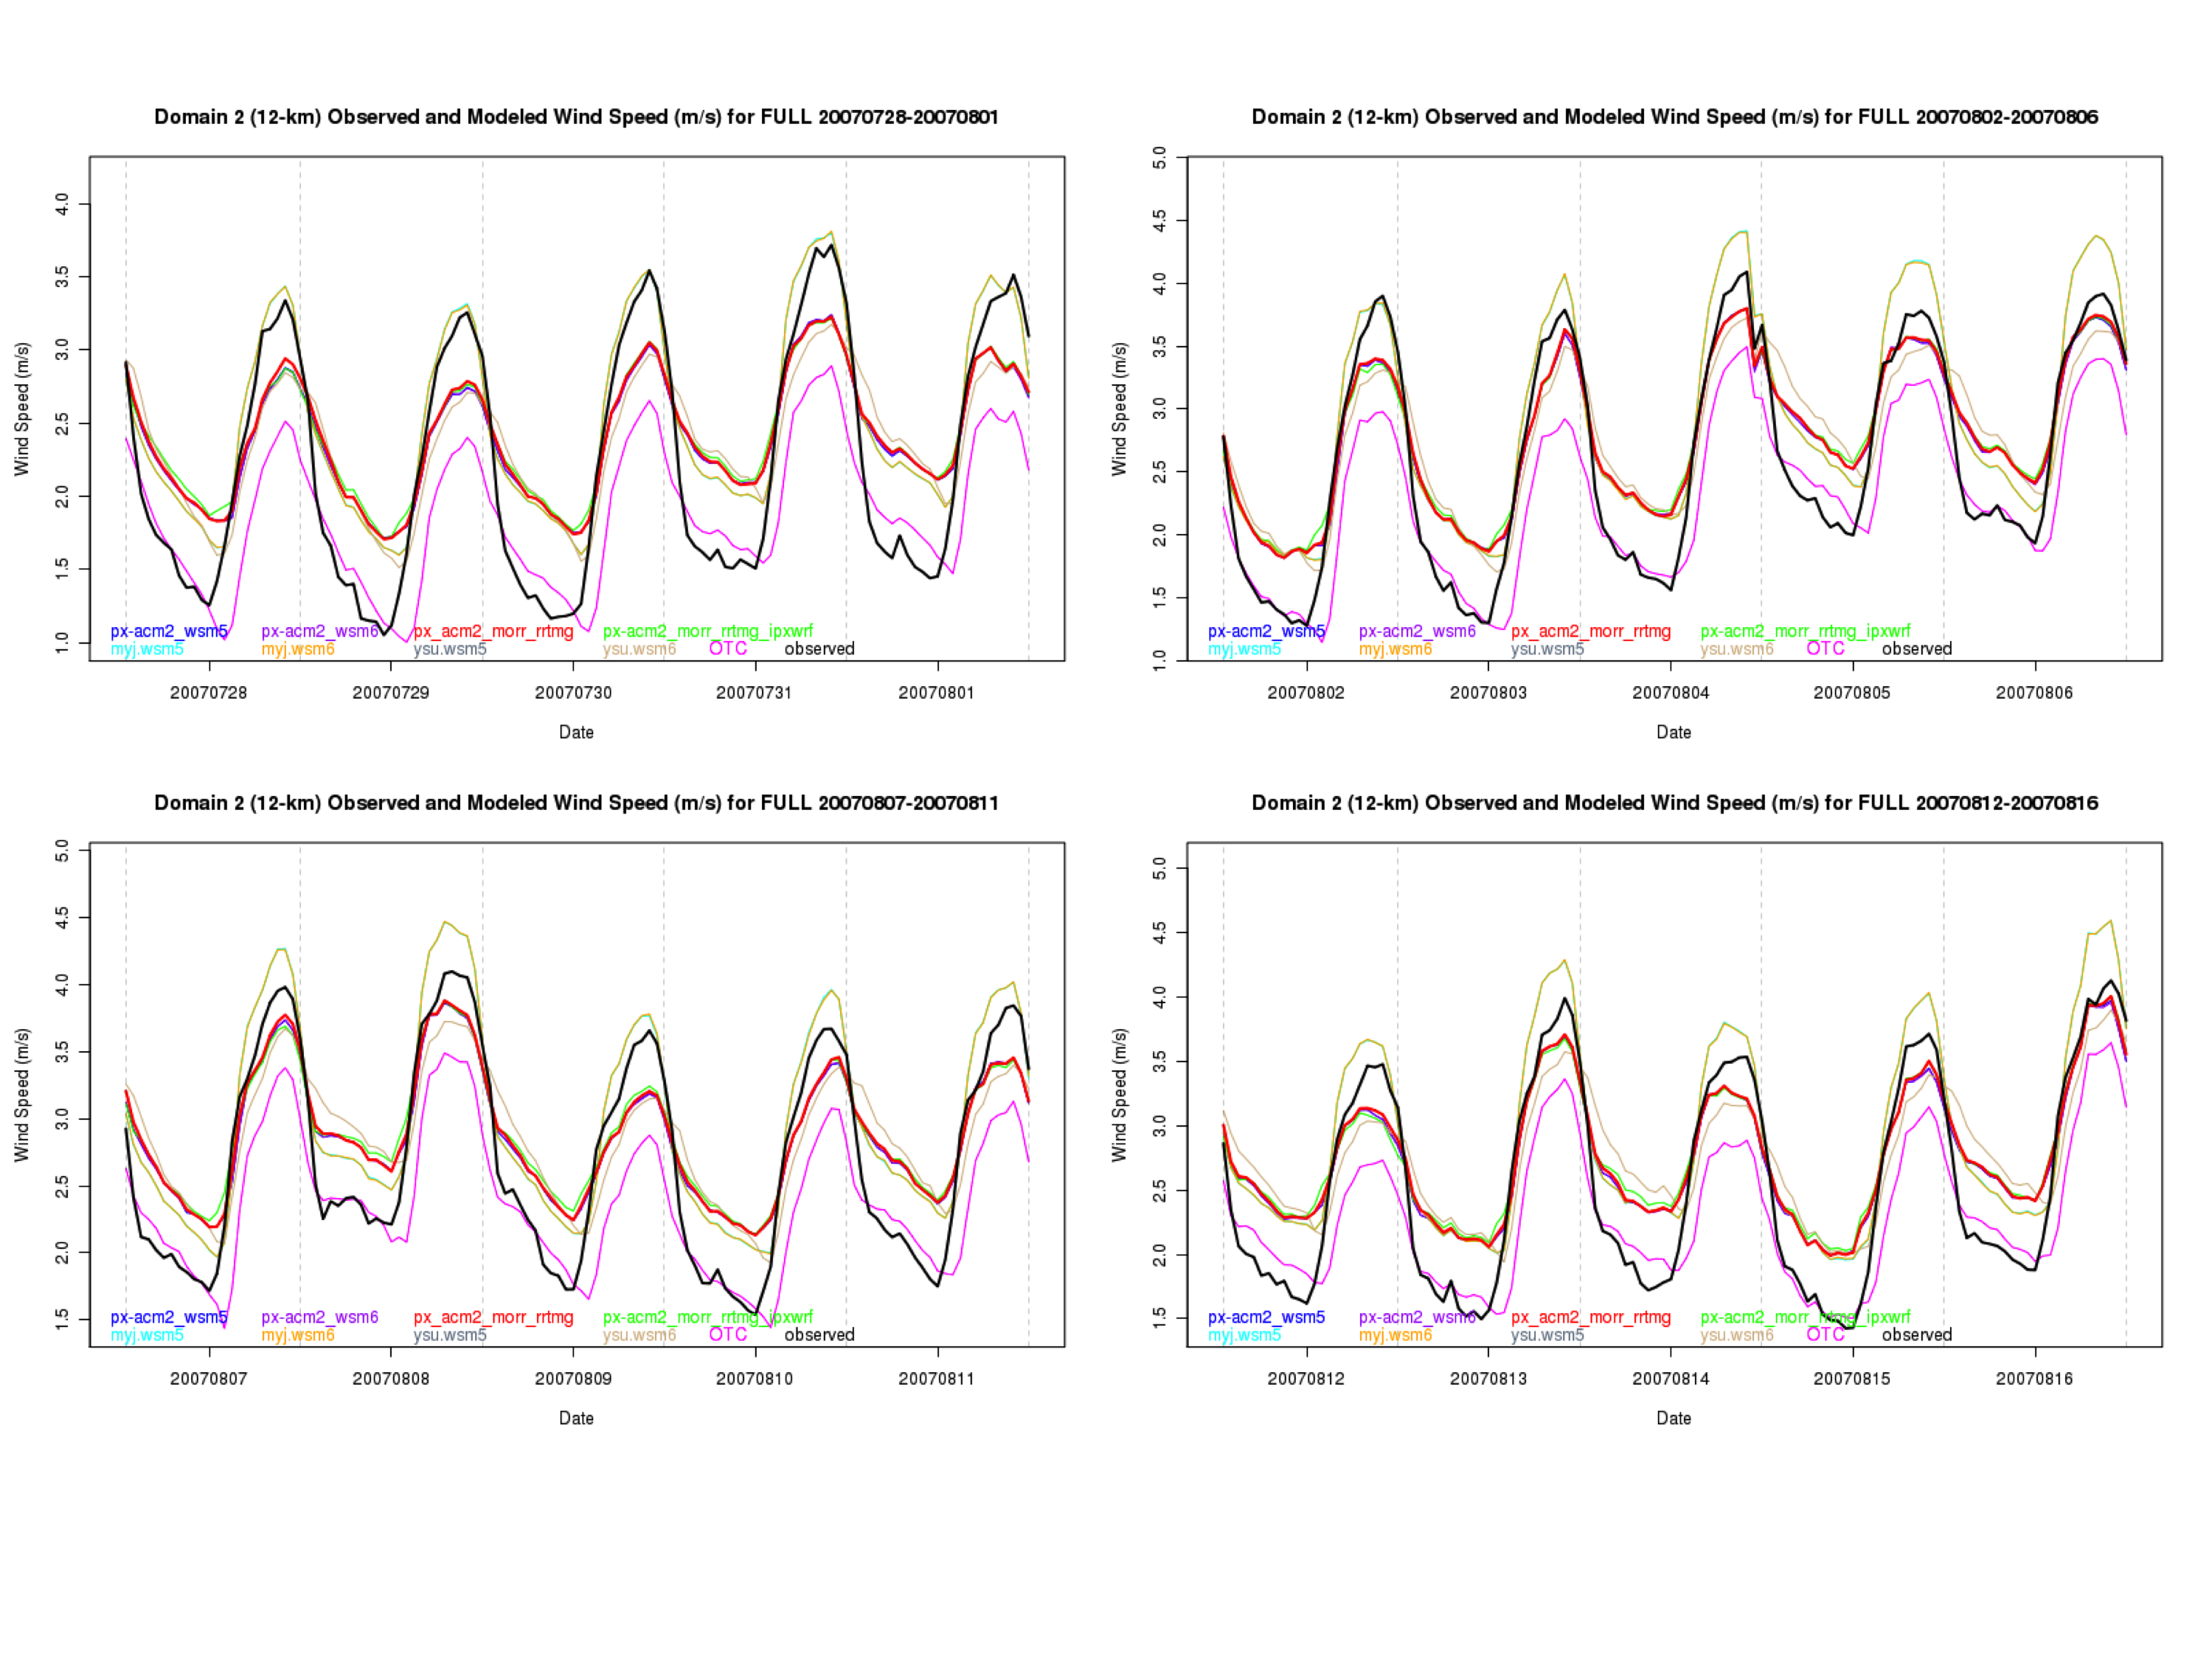 Domain 2 (12-km) Observed and Modeled Wind Speed (m/s) for FULL 20070728-20070801
Wind Speed (m/s)
4.0
3.5
3.0
2.5
2.0
1.5
1.0
px-acm2_wsm5 px-acm2_wsm6 px_acm2_morr_rrtmg px-acm2_morr_rrtmg_ipxwrf
myj.wsm5 myj.wsm6 ysu.wsm5 ysu.wsm6 OTC observed
20070728 20070729 20070730 20070731 20070801
Date
Domain 2 (12-km) Observed and Modeled Wind Speed (m/s) for FULL 20070802-20070806
Wind Speed (m/s)
5.0
4.5
4.0
3.5
3.0
2.5
2.0
1.5
1.0
px-acm2_wsm5 px-acm2_wsm6 px_acm2_morr_rrtmg px-acm2_morr_rrtmg_ipxwrf
myj.wsm5 myj.wsm6 ysu.wsm5 ysu.wsm6 OTC observed
20070802 20070803 20070804 20070805 20070806
Date
Domain 2 (12-km) Observed and Modeled Wind Speed (m/s) for FULL 20070807-20070811
Wind Speed (m/s)
5.0
4.5
4.0
3.5
3.0
2.5
2.0
1.5
px-acm2_wsm5 px-acm2_wsm6 px_acm2_morr_rrtmg px-acm2_morr_rrtmg_ipxwrf
myj.wsm5 myj.wsm6 ysu.wsm5 ysu.wsm6 OTC observed
20070807 20070808 20070809 20070810 20070811
Date
Domain 2 (12-km) Observed and Modeled Wind Speed (m/s) for FULL 20070812-20070816
Wind Speed (m/s)
5.0
4.5
4.0
3.5
3.0
2.5
2.0
1.5
px-acm2_wsm5 px-acm2_wsm6 px_acm2_morr_rrtmg px-acm2_morr_rrtmg_ipxwrf
myj.wsm5 myj.wsm6 ysu.wsm5 ysu.wsm6 OTC observed
20070812 20070813 20070814 20070815 20070816
Date